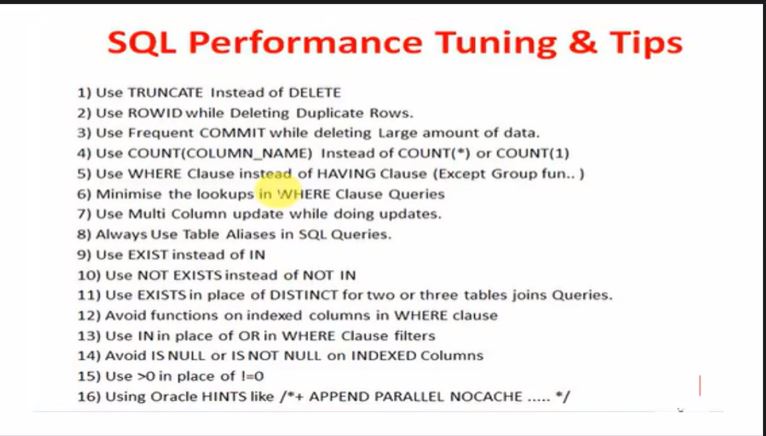 SQL Performance Tuning & Tips
1) Use TRUNCATE Instead of DELETE
2) Use ROWID while Deleting Duplicate Rows.
3) Use Frequent COMMIT while deleting Large amount of data.
4) Use COUNT(COLUMN_NAME) Instead of COUNT(*) or COUNT(1)
5) Use WHERE Clause instead of HAVING Clause (Except Group fun.. )
6) Minimise the lookups in WHERE Clause Queries
7) Use Multi Column update while doing updates.
8) Always Use Table Aliases in SQL Queries.
9) Use EXIST instead of IN
10) Use NOT EXISTS instead of NOT IN
11) Use EXISTS in place of DISTINCT for two or three tables joins Queries.
12) Avoid functions on indexed columns in WHERE clause
13) Use IN in place of OR in WHERE Clause filters
14) Avoid IS NULL or IS NOT NULL on INDEXED Columns
15) Use >0 in place of !=0
16) Using Oracle HINTS like /*+ APPEND PARALLEL NOCACHE ..... */